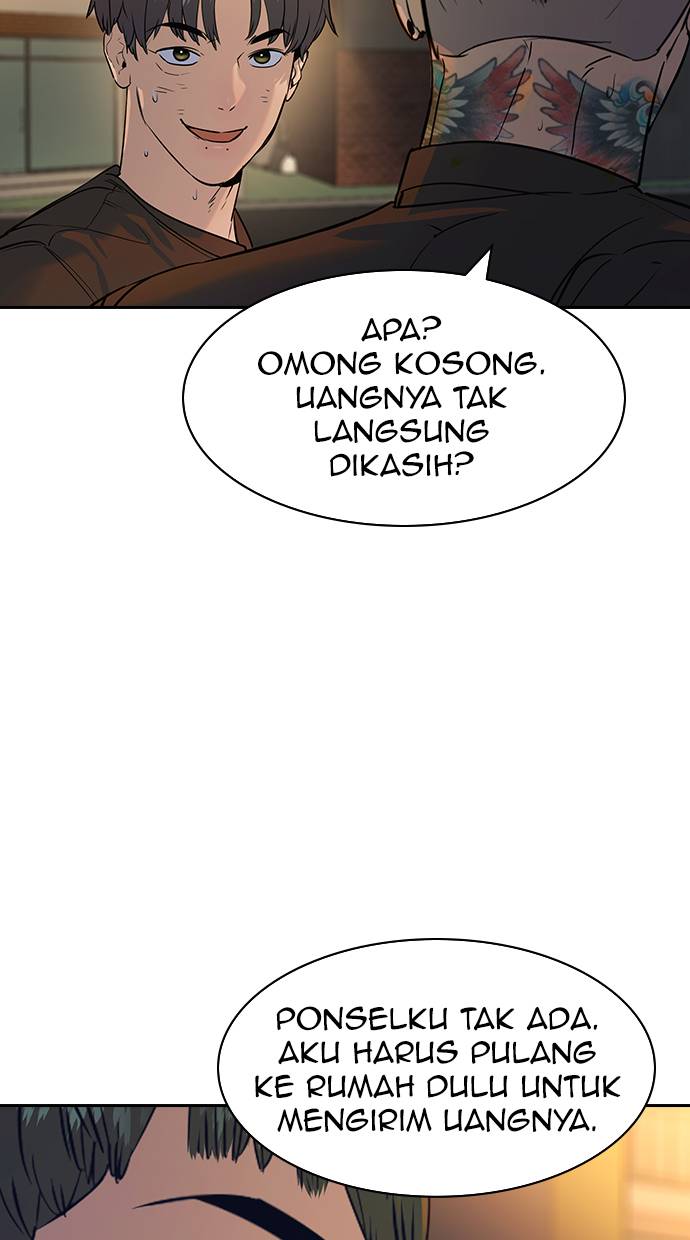 APA?
OMONG KOSONG.
UANGNYA TAK
LANGSUNG
DIKASIH?
PONSELKU TAK ADA.
AKU HARUS PULANG
KE RUMAH DULU UNTUK
MENGIRIM UANGNYA.